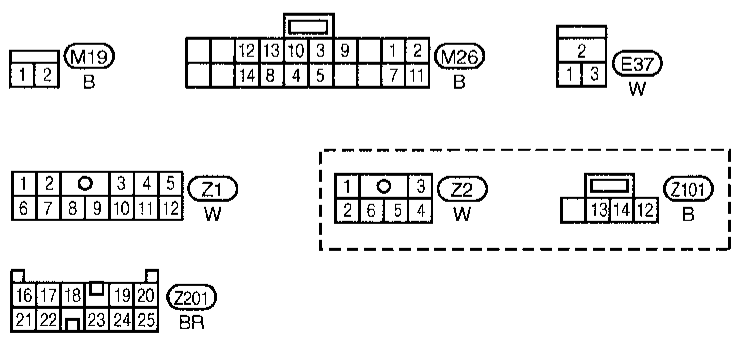 12 13 10 3 9 1 2
M19
M26
2
1 2
B
14 8 4 5 7 11
B
1 3
E37
W
1 2 3 4 5
Z1
1 3
Z2
Z101
6 7 8 9 10 11 12
W
2 6 5 4
W
13 14 12
B
16 17 18 19 20
Z201
21 22 23 24 25
BR